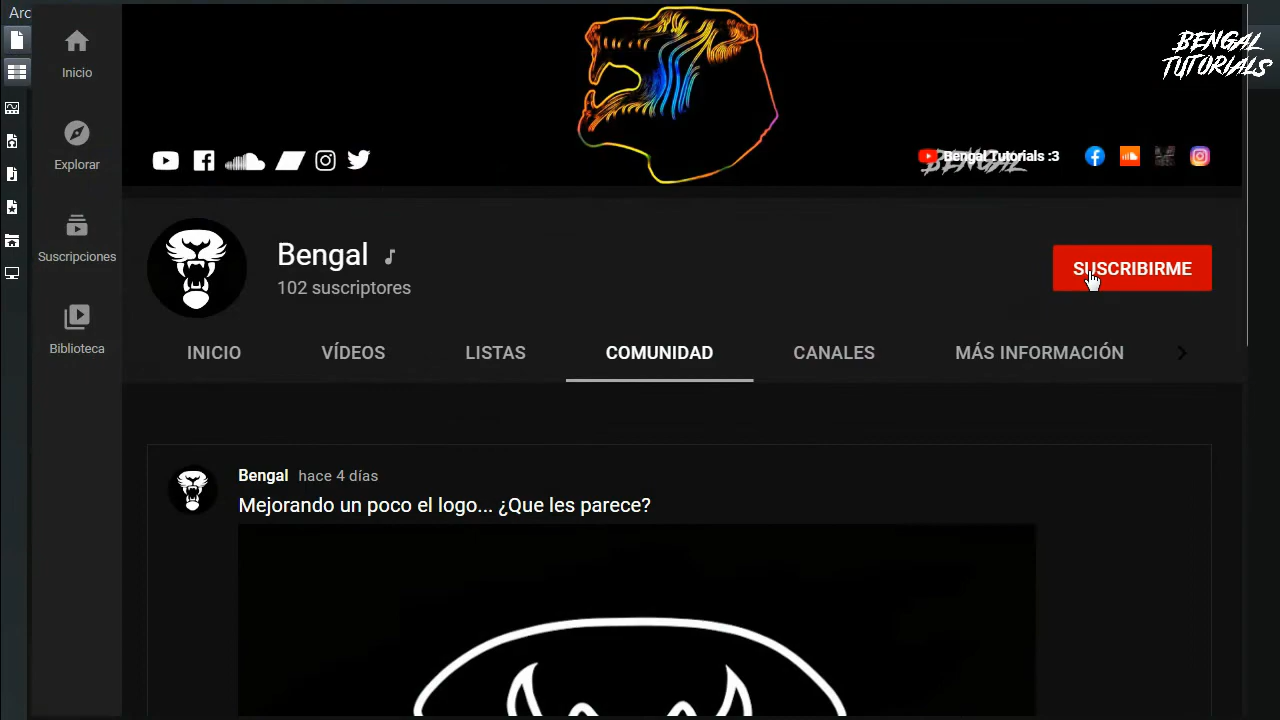 Arc
BENGAL
TUTORIALS
Inicio
Explorar
Suscripciones
Biblioteca
Bengal Tutorials :3
BENGAL
Bengal
102 suscriptores
SUSCRIBIRME
INICIO
VÍDEOS
LISTAS
COMUNIDAD
CANALES
MÁS INFORMACIÓN
Bengal hace 4 días
Mejorando un poco el logo... ¿Que les parece?